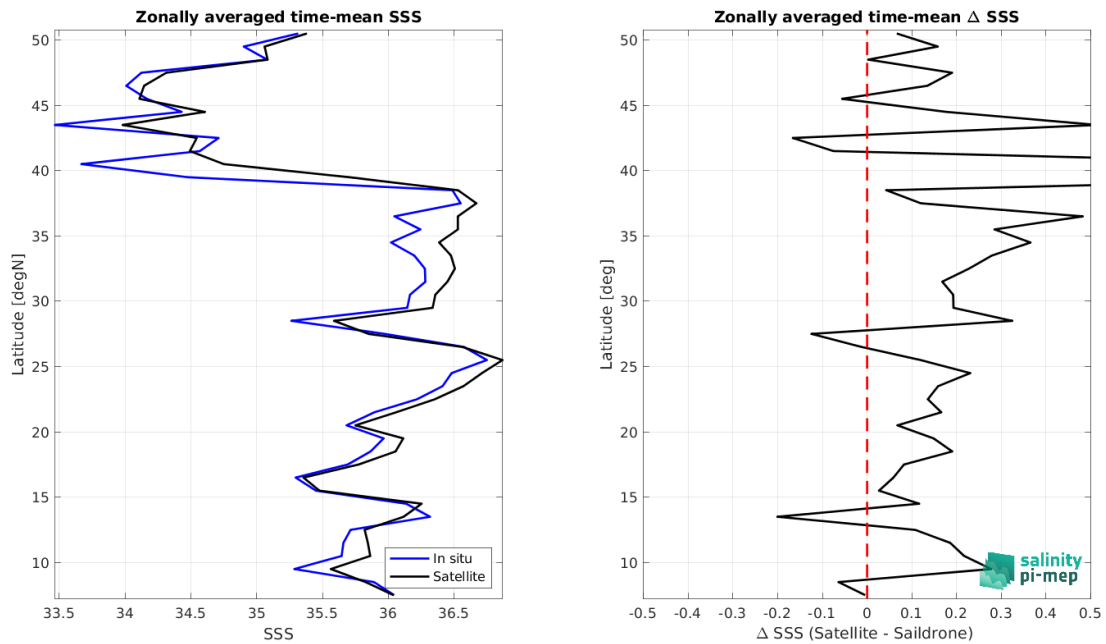 Zonally averaged time-mean SSS
50
45
40
35
30
25
20
15
10
Latitude [degN]
33.5 34 34.5 35 35.5 36 36.5
SSS
In situ
Satellite
Zonally averaged time-mean Δ SSS
50
45
40
35
30
25
20
15
10
Latitude [deg]
-0.5 -0.4 -0.3 -0.2 -0.1 0 0.1 0.2 0.3 0.4 0.5
Δ SSS (Satellite - Saildrone)
salinity
pi-mep